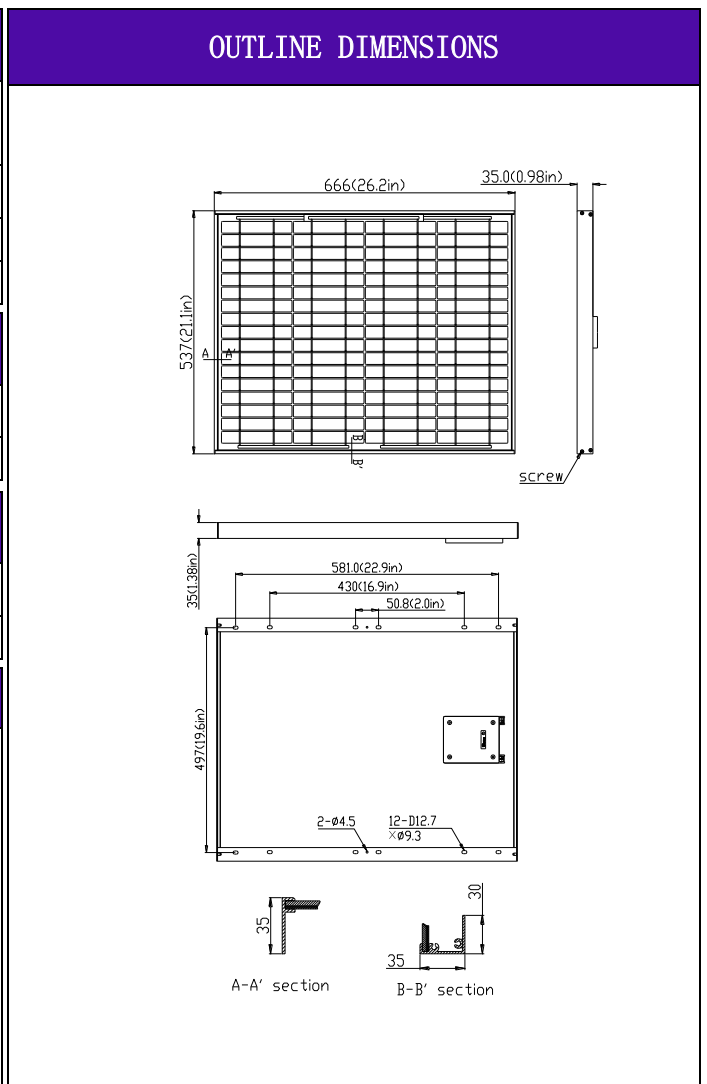 OUTLINE DIMENSIONS
666(26.2in)
35.0(0.98in)
537(21.1in)
A A'
B
B'
screw
35(1.38in)
581.0(22.9in)
430(16.9in)
50.8(2.0in)
497(19.6in)
2-Ø4.5
12-D12.7
×Ø9.3
35
30
35
A-A' section
B-B' section